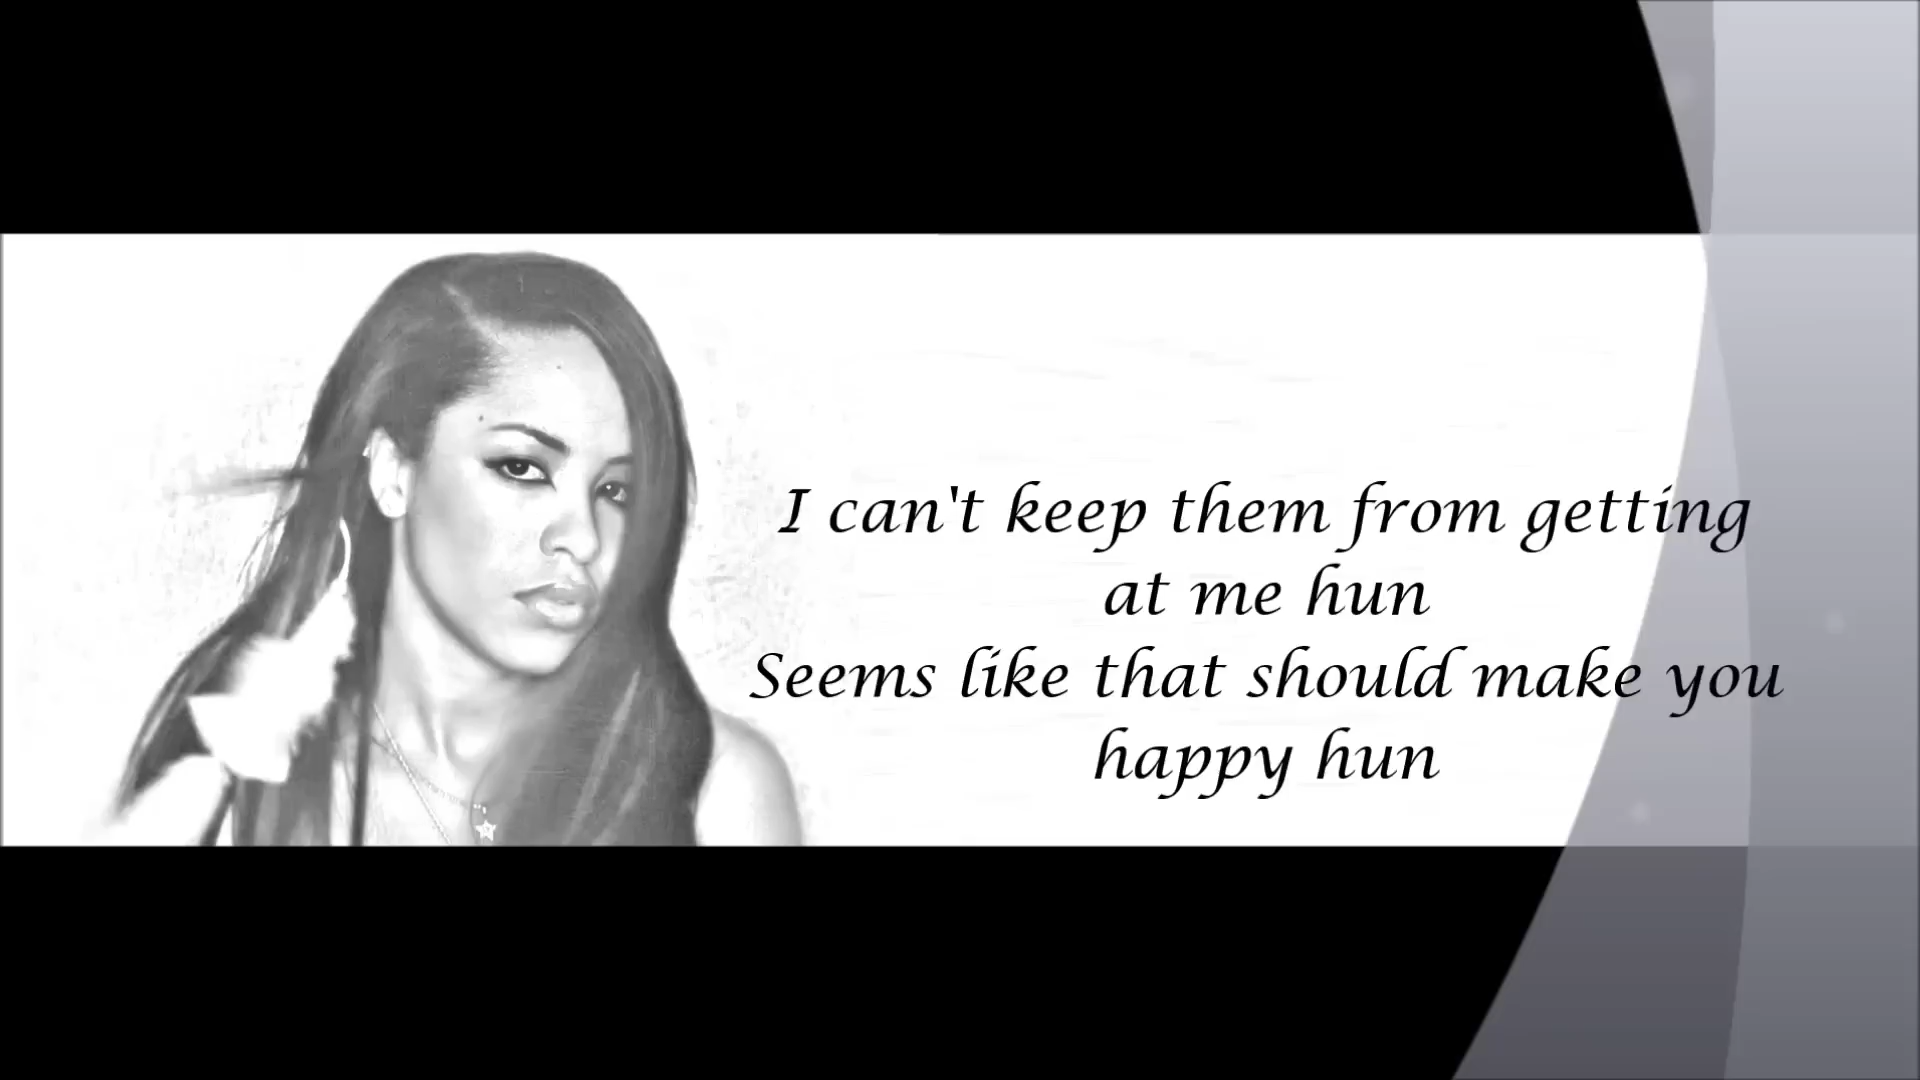 I can't keep them from getting
at me hun
Seems like that should make you
happy hun